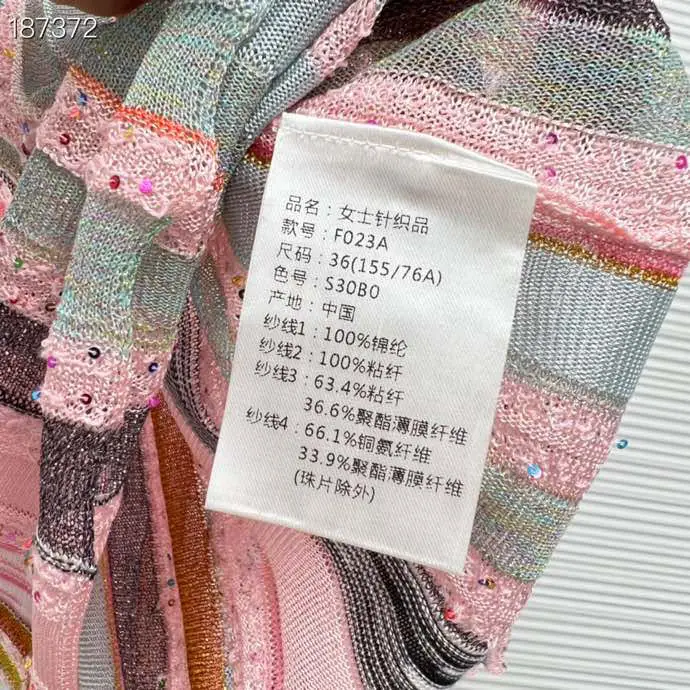 187372
品名：女士针织品
款号：F023A
尺码：36(155/76A)
色号：S30B0
产地：中国
纱线1：100%锦纶
纱线2：100%粘纤
纱线3：63.4%粘纤
36.6%聚酯薄膜纤维
纱线4：66.1%铜氨纤维
33.9%聚酯薄膜纤维
(珠片除外)